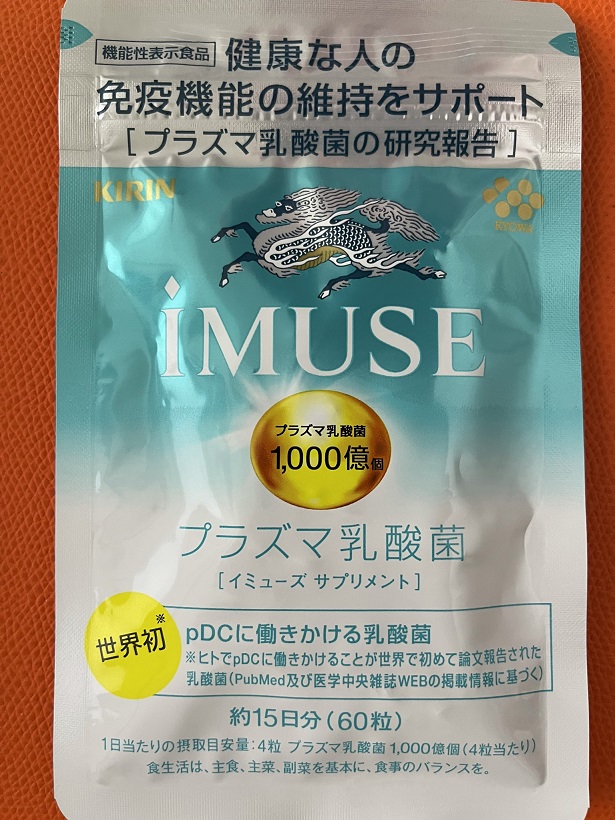 機能性表示食品 健康な人の
免疫機能の維持をサポート
[プラズマ乳酸菌の研究報告]
KIRIN
KYOWA
iMUSE
プラズマ乳酸菌
1,000億個
プラズマ乳酸菌
[イミューズ サプリメント]
世界初※
pDCに働きかける乳酸菌
※ヒトでpDCに働きかけることが世界で初めて論文報告された
乳酸菌(PubMed及び医学中央雑誌WEBの掲載情報に基づく)
約15日分(60粒)
1日当たりの摂取目安量:4粒 プラズマ乳酸菌 1,000億個(4粒当たり)
食生活は、主食、主菜、副菜を基本に、食事のバランスを。